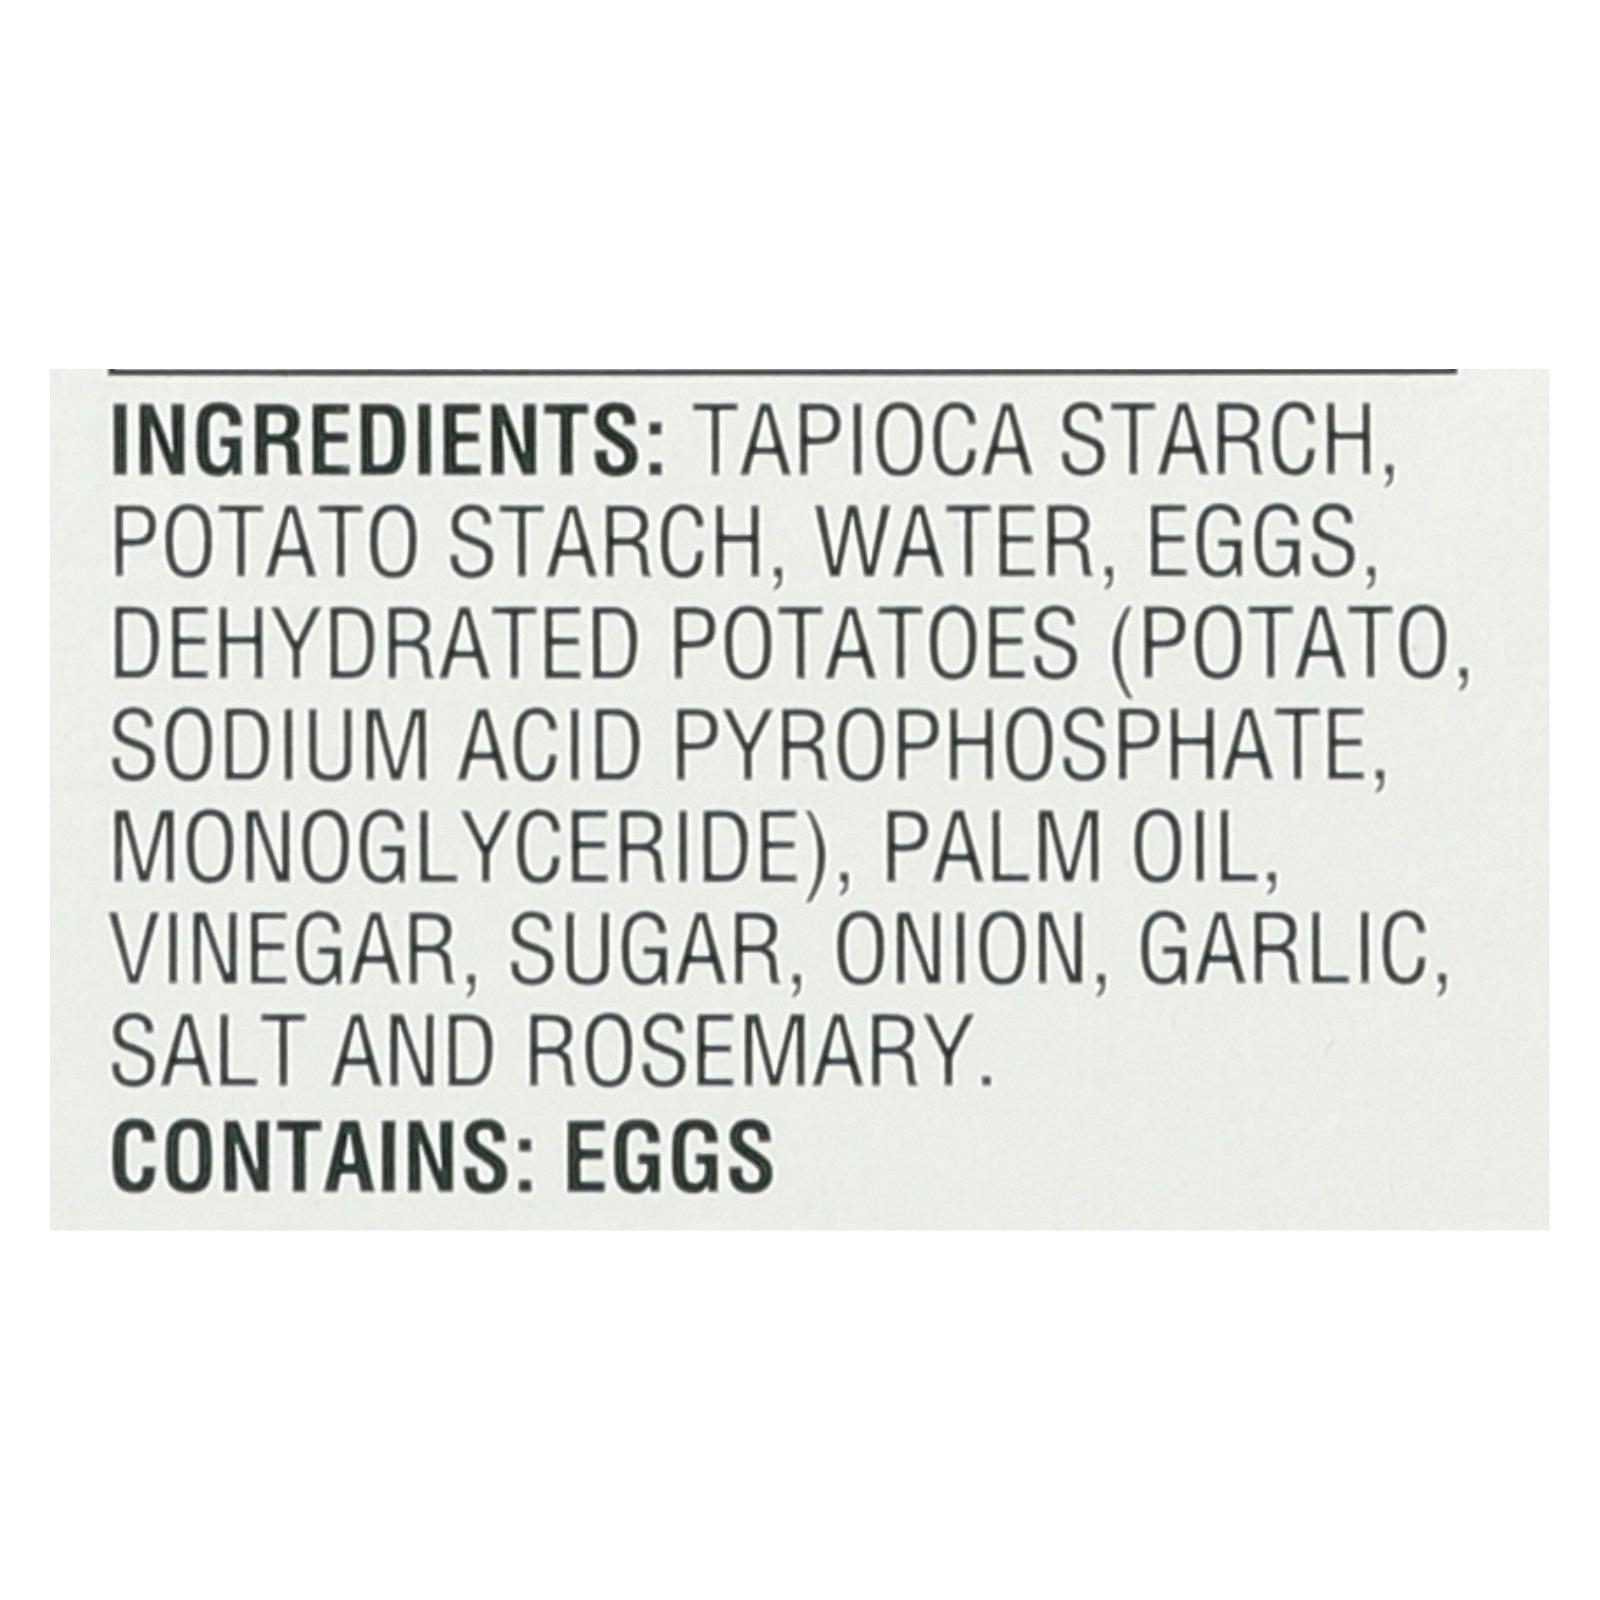 INGREDIENTS: TAPIOCA STARCH,
POTATO STARCH, WATER, EGGS,
DEHYDRATED POTATOES (POTATO,
SODIUM ACID PYROPHOSPHATE,
MONOGLYCERIDE), PALM OIL,
VINEGAR, SUGAR, ONION, GARLIC,
SALT AND ROSEMARY.
CONTAINS: EGGS